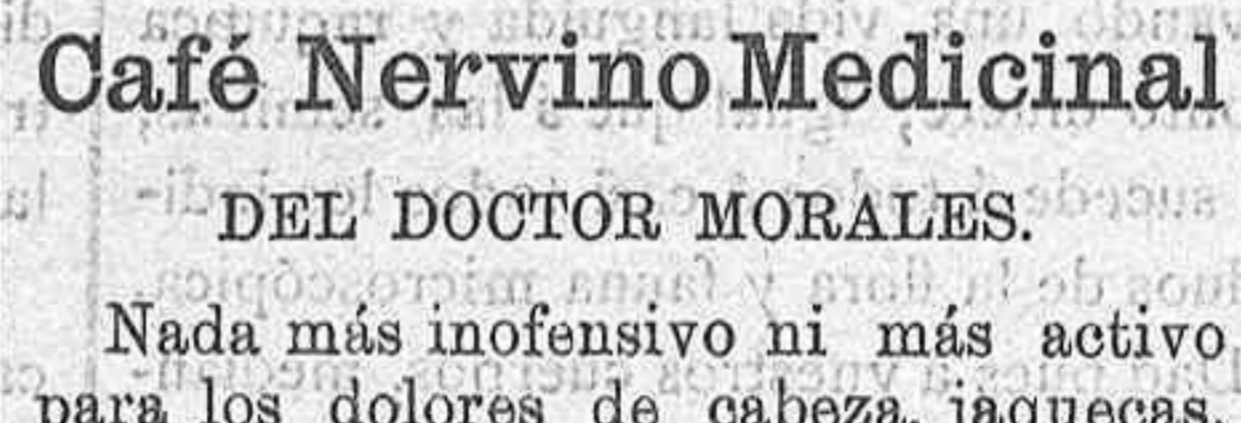 Café Nervino Medicinal
DEL DOCTOR MORALES.
Nada más inofensivo ni más activo
para los dolores de cabeza, jaquecas,